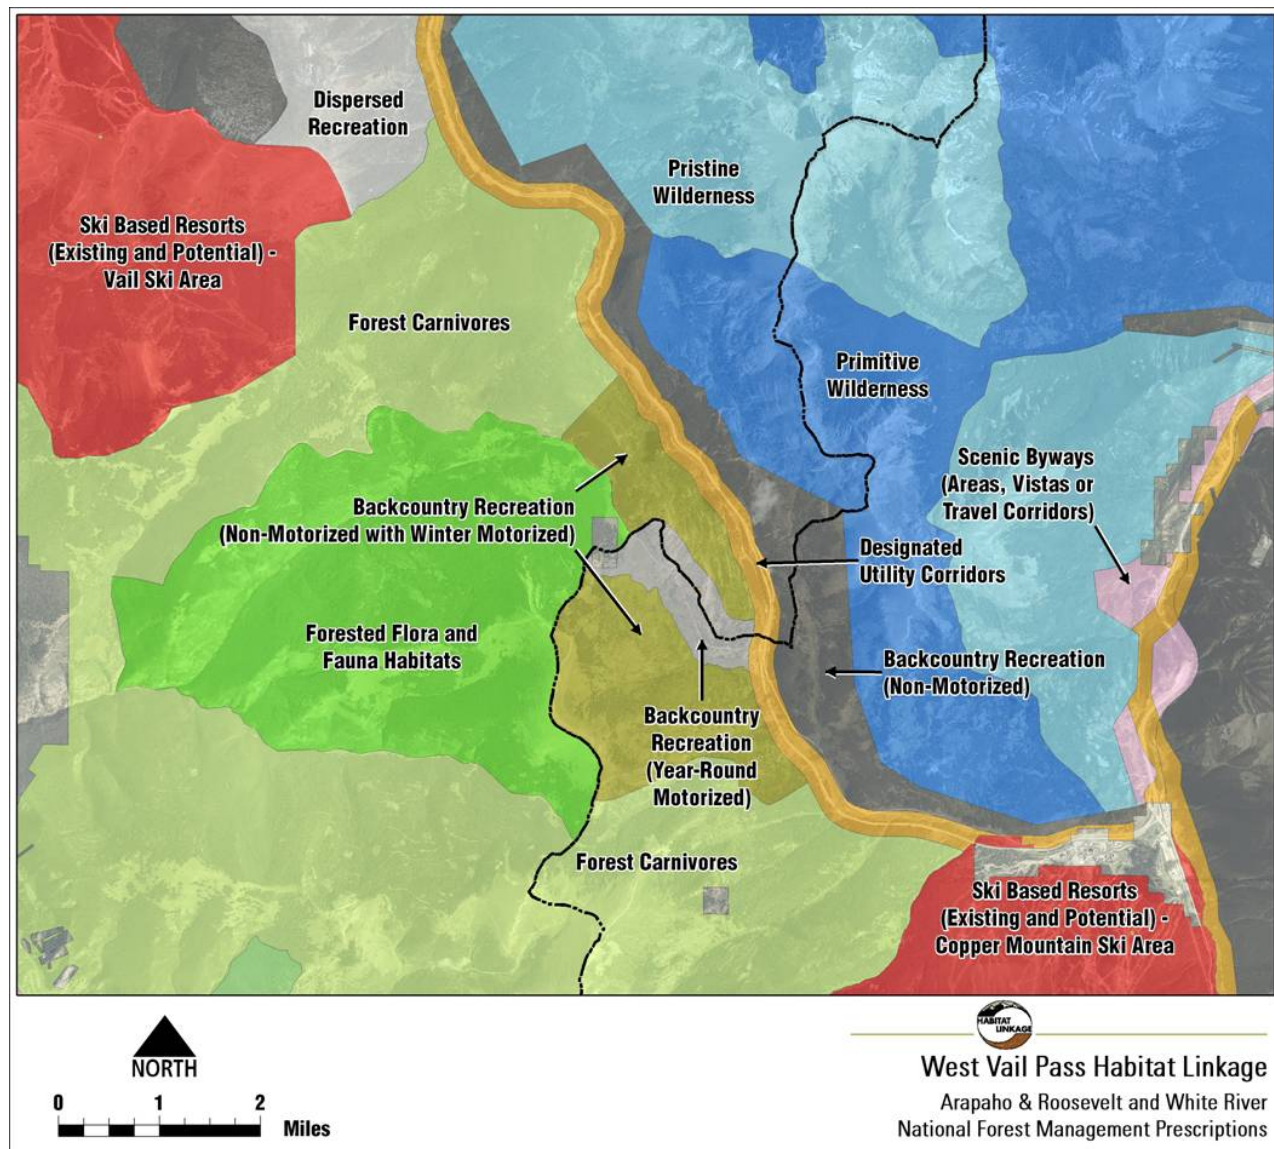 Dispersed
Recreation
Pristine
Wilderness
Ski Based Resorts
(Existing and Potential) -
Vail Ski Area
Forest Carnivores
Primitive
Wilderness
Scenic Byways
(Areas, Vistas or
Travel Corridors)
Backcountry Recreation
(Non-Motorized with Winter Motorized)
Designated
Utility Corridors
Forested Flora and
Fauna Habitats
Backcountry Recreation
(Non-Motorized)
Backcountry
Recreation
(Year-Round
Motorized)
Forest Carnivores
Ski Based Resorts
(Existing and Potential) -
Copper Mountain Ski Area
NORTH
0 1 2
Miles
HABITAT
LINKAGE
West Vail Pass Habitat Linkage
Arapaho & Roosevelt and White River
National Forest Management Prescriptions